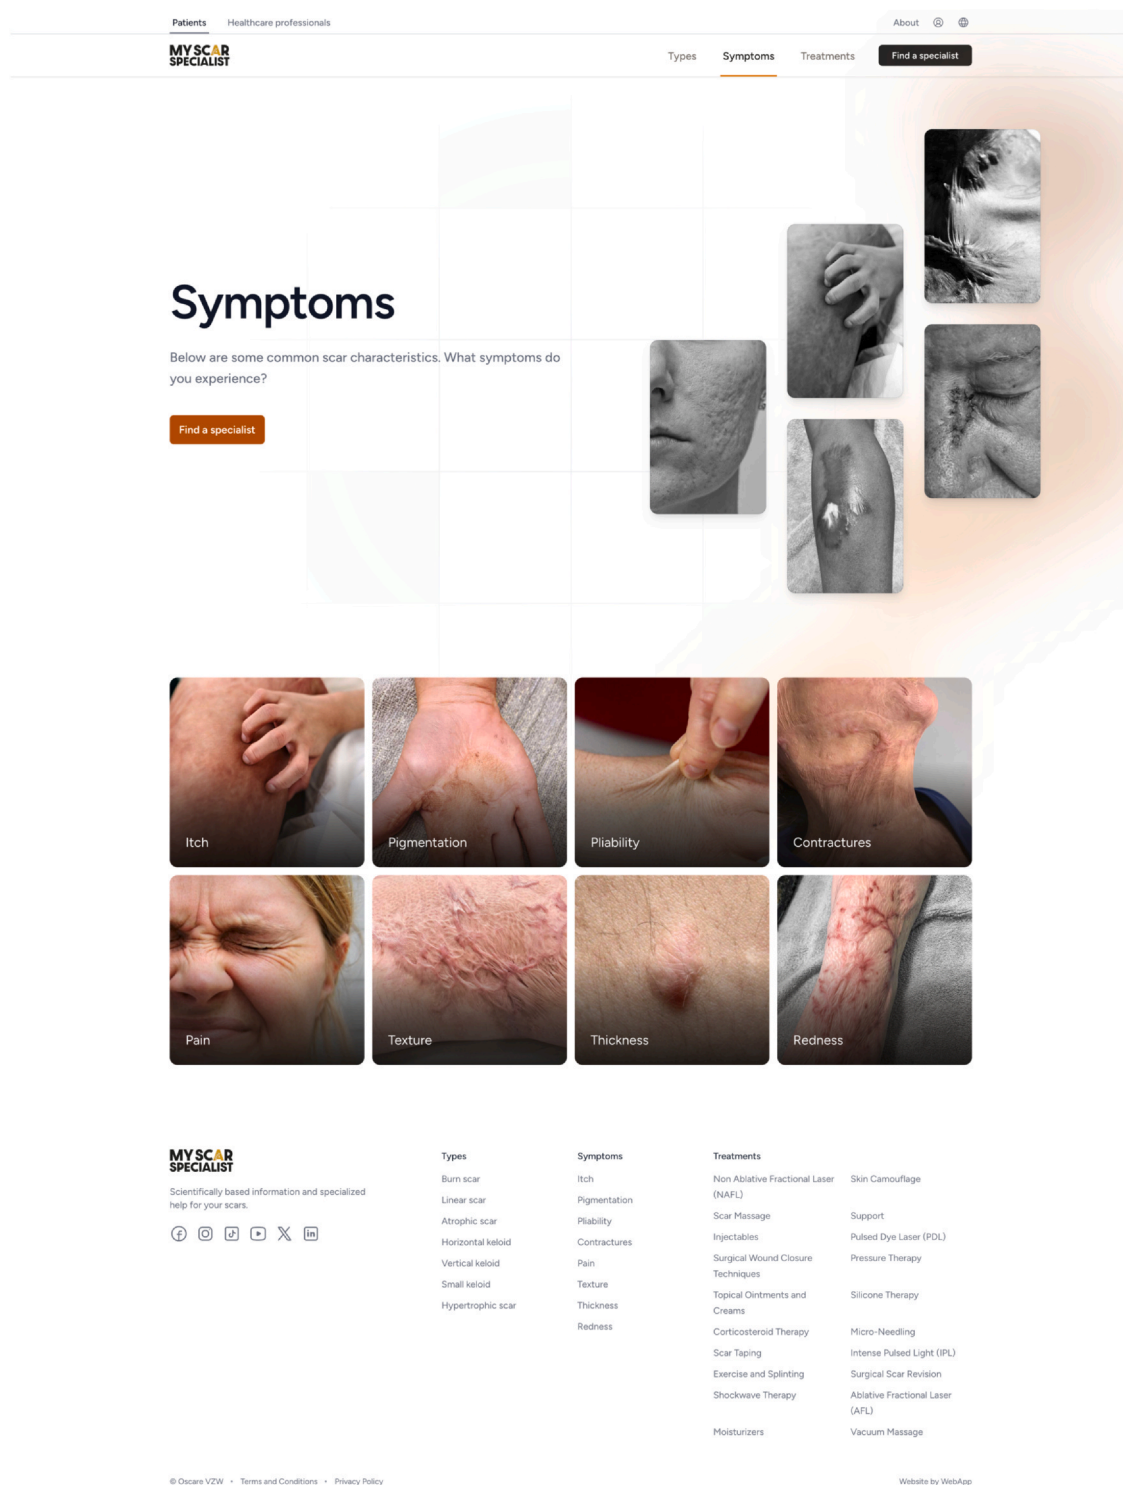 Patients
Healthcare professionals
About
MY SCAR
SPECIALIST
Types
Symptoms
Treatments
Find a specialist
Symptoms
Below are some common scar characteristics. What symptoms do
you experience?
Find a specialist
Itch
Pigmentation
Pliability
Contractures
Pain
Texture
Thickness
Redness
MY SCAR
SPECIALIST
Scientifically based information and specialized
help for your scars.
Types
Burn scar
Linear scar
Atrophic scar
Horizontal keloid
Vertical keloid
Small keloid
Hypertrophic scar
Symptoms
Itch
Pigmentation
Pliability
Contractures
Pain
Texture
Thickness
Redness
Treatments
Non Ablative Fractional Laser
(NAFL)
Skin Camouflage
Scar Massage
Support
Injectables
Pulsed Dye Laser (PDL)
Surgical Wound Closure
Techniques
Pressure Therapy
Topical Ointments and
Creams
Silicone Therapy
Corticosteroid Therapy
Micro-Needling
Scar Taping
Intense Pulsed Light (IPL)
Exercise and Splinting
Surgical Scar Revision
Shockwave Therapy
Ablative Fractional Laser
(AFL)
Moisturizers
Vacuum Massage
© Oscare VZW • Terms and Conditions • Privacy Policy
Website by WebApp